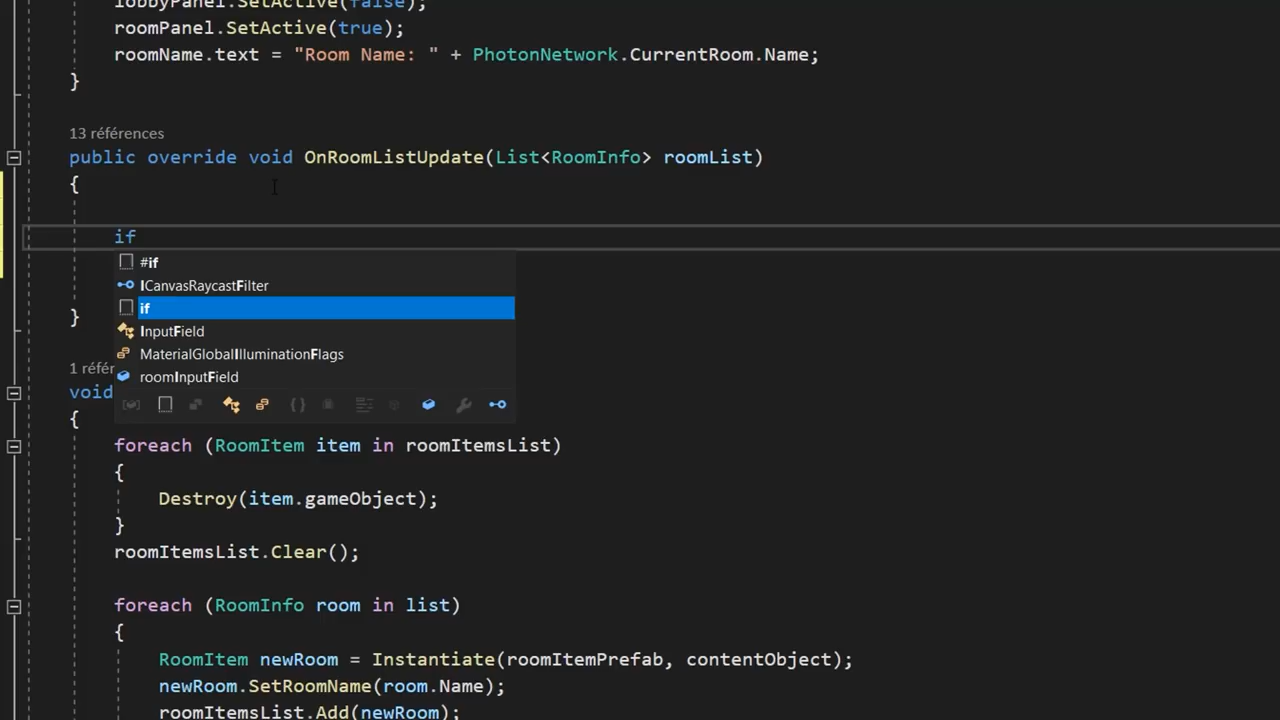 lobbyPanel.SetActive(false);
roomPanel.SetActive(true);
roomName.text = "Room Name: " + PhotonNetwork.CurrentRoom.Name;
}
13 références
public override void OnRoomListUpdate(List<RoomInfo> roomList)
{
if
#if
ICanvasRaycastFilter
if
InputField
MaterialGlobalIlluminationFlags
roomInputField
}
1 référ
void
{
foreach (RoomItem item in roomItemsList)
{
Destroy(item.gameObject);
}
roomItemsList.Clear();
foreach (RoomInfo room in list)
{
RoomItem newRoom = Instantiate(roomItemPrefab, contentObject);
newRoom.SetRoomName(room.Name);
roomItemsList.Add(newRoom);